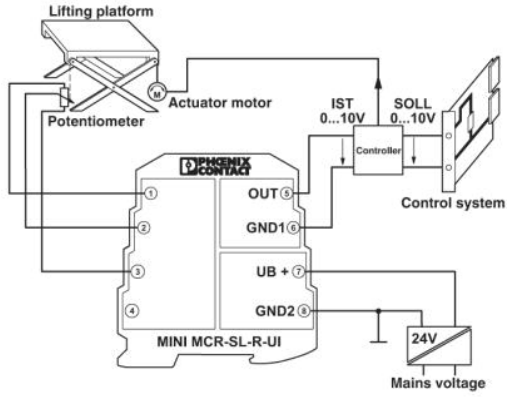 Lifting platform
M
Actuator motor
Potentiometer
IST
0...10V
SOLL
0...10V
Controller
Control system
PHŒNIX
CONTACT
1
OUT 5
2
GND1 6
3
UB + 7
4
GND2 8
MINI MCR-SL-R-UI
24V
Mains voltage